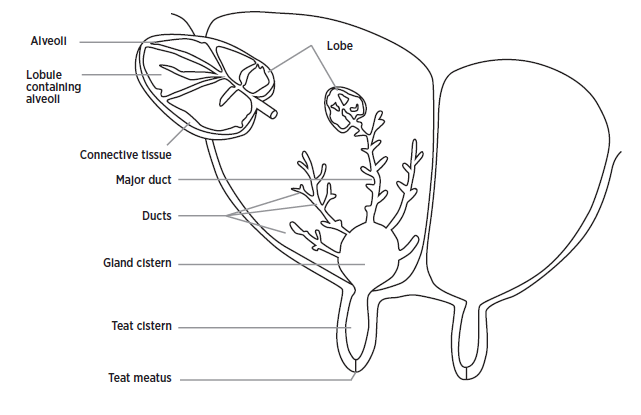 Alveoli
Lobe
Lobule
containing
alveoli
Connective tissue
Major duct
Ducts
Gland cistern
Teat cistern
Teat meatus